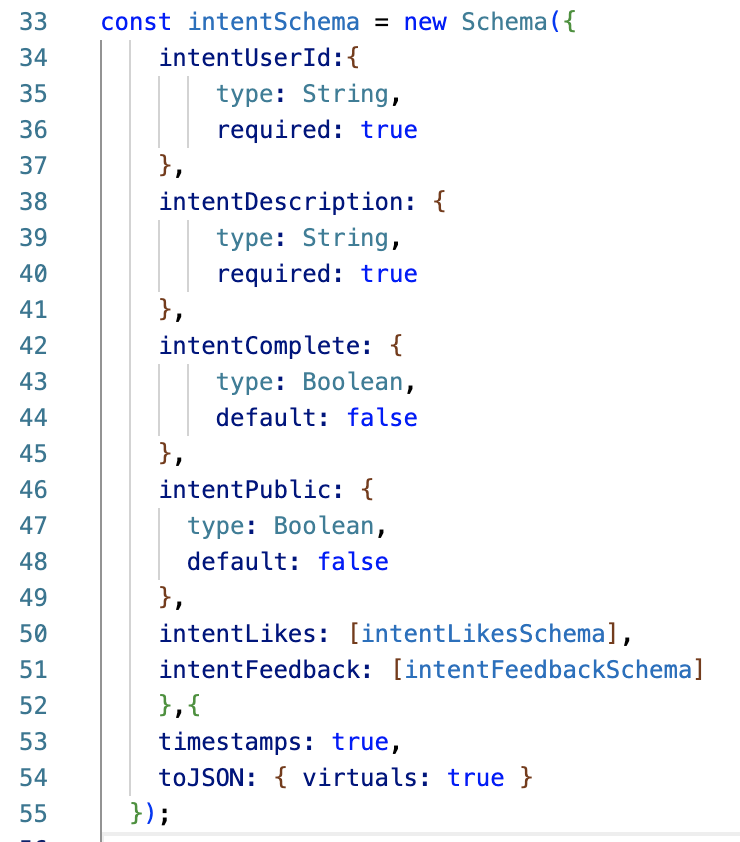 33 const intentSchema = new Schema({
34 intentUserId:{
35 type: String,
36 required: true
37 },
38 intentDescription: {
39 type: String,
40 required: true
41 },
42 intentComplete: {
43 type: Boolean,
44 default: false
45 },
46 intentPublic: {
47 type: Boolean,
48 default: false
49 },
50 intentLikes: [intentLikesSchema],
51 intentFeedback: [intentFeedbackSchema]
52 },{
53 timestamps: true,
54 toJSON: { virtuals: true }
55 });